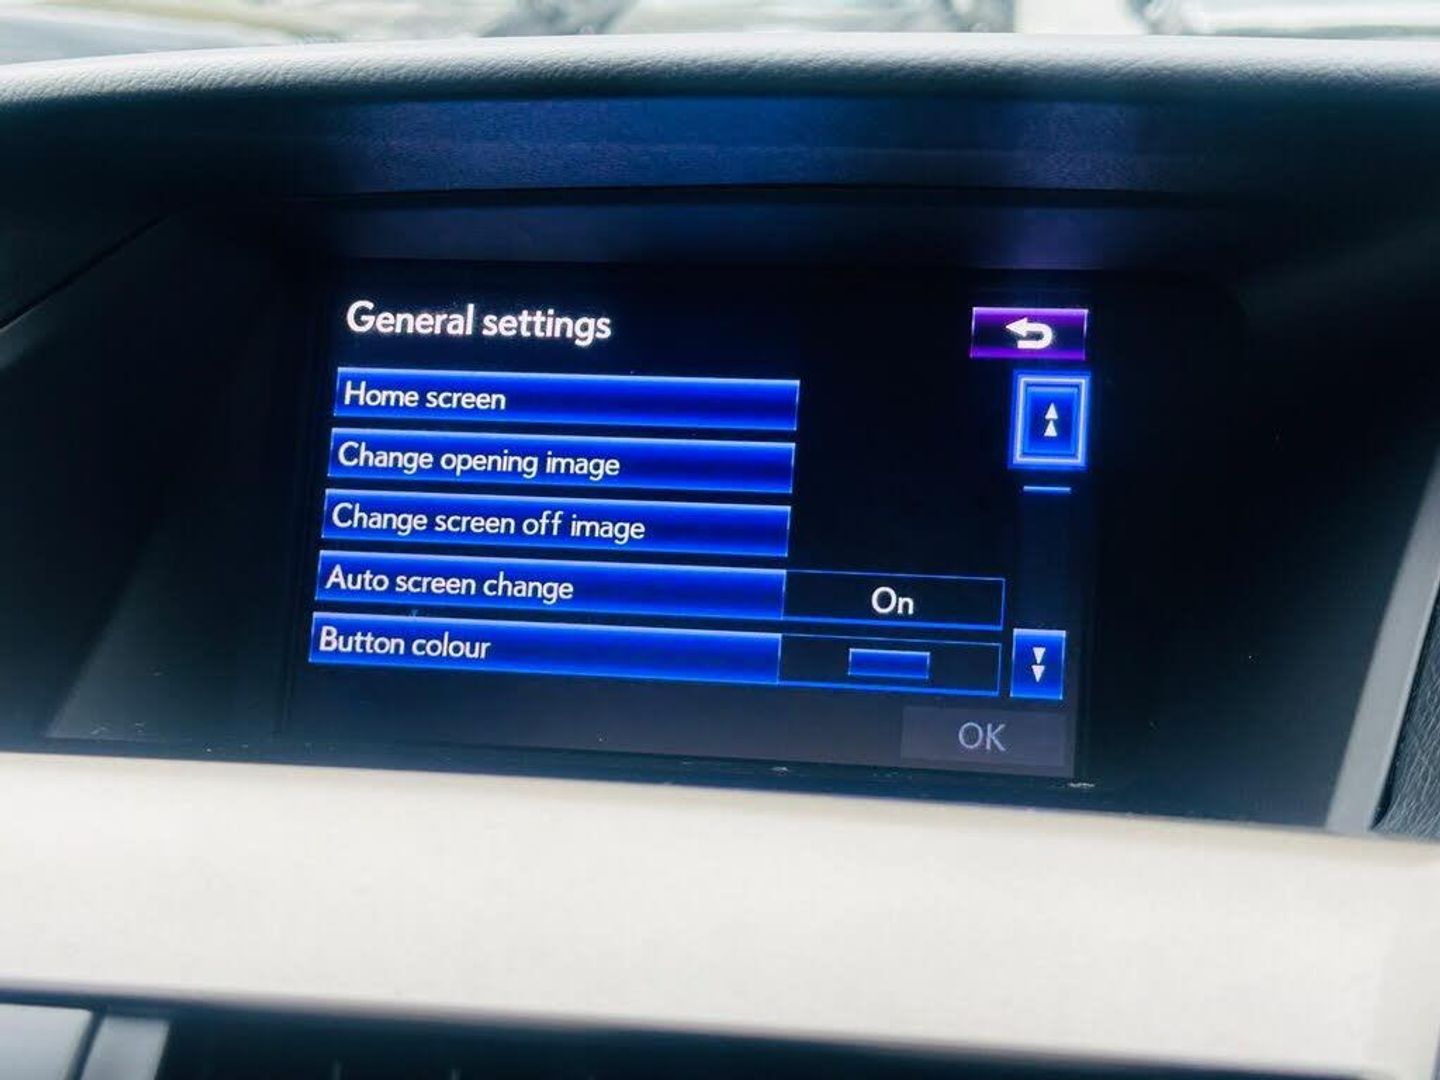 General settings
Home screen
Change opening image
Change screen off image
Auto screen change On
Button colour
OK